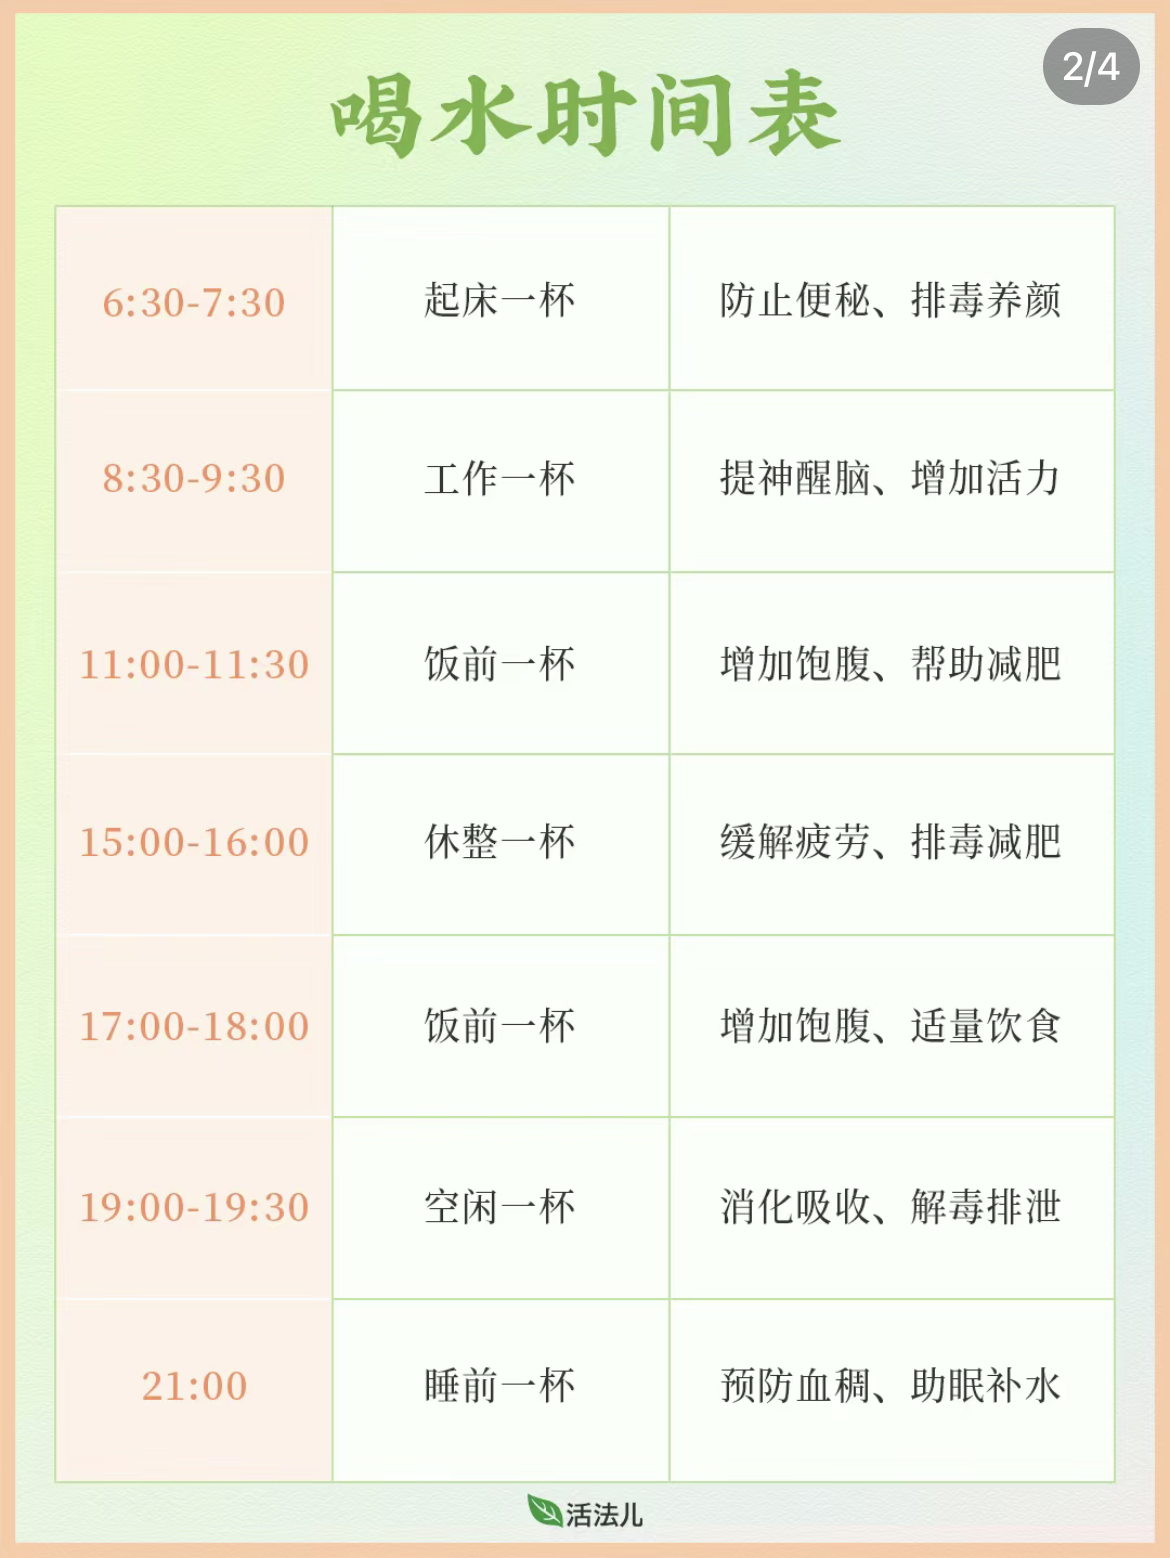 2/4
喝水时间表
6:30-7:30 起床一杯 防止便秘、排毒养颜
8:30-9:30 工作一杯 提神醒脑、增加活力
11:00-11:30 饭前一杯 增加饱腹、帮助减肥
15:00-16:00 休整一杯 缓解疲劳、排毒减肥
17:00-18:00 饭前一杯 增加饱腹、适量饮食
19:00-19:30 空闲一杯 消化吸收、解毒排泄
21:00 睡前一杯 预防血稠、助眠补水
活法儿